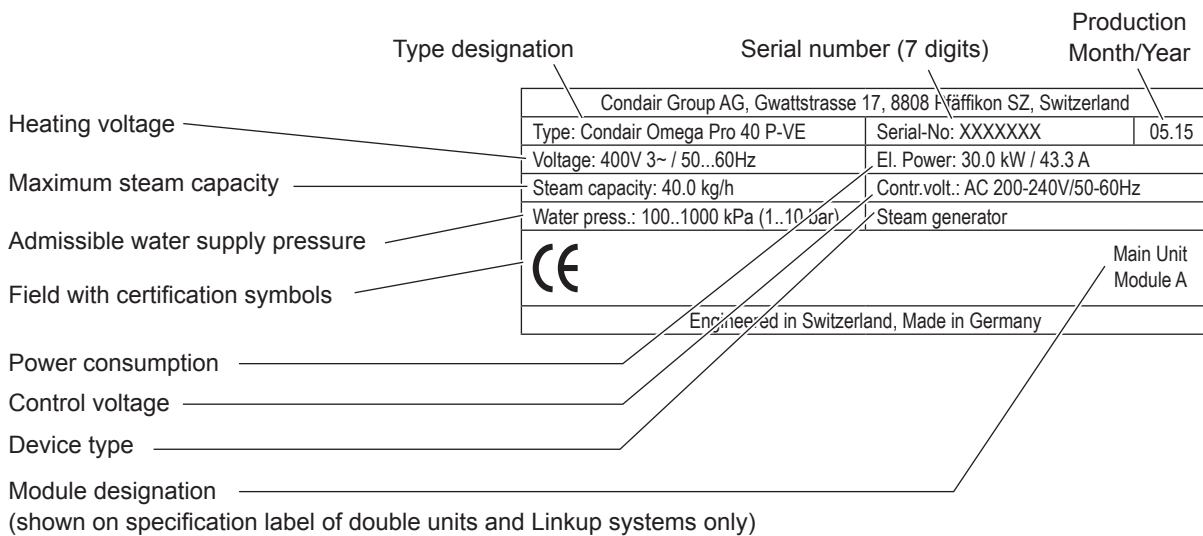 Production
Month/Year
Type designation
Serial number (7 digits)
Condair Group AG, Gwattstrasse 17, 8808 Pfäffikon SZ, Switzerland
Heating voltage
Type: Condair Omega Pro 40 P-VE
Serial-No: XXXXXXX
05.15
Voltage: 400V 3~ / 50...60Hz
El. Power: 30.0 kW / 43.3 A
Maximum steam capacity
Steam capacity: 40.0 kg/h
Contr.volt.: AC 200-240V/50-60Hz
Water press.: 100..1000 kPa (1..10 bar)
Steam generator
Admissible water supply pressure
CE
Main Unit
Module A
Field with certification symbols
Engineered in Switzerland, Made in Germany
Power consumption
Control voltage
Device type
Module designation
(shown on specification label of double units and Linkup systems only)